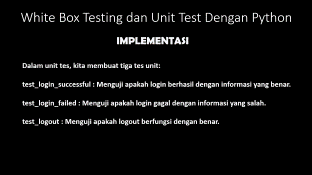 White Box Testing dan Unit Test Dengan Python
IMPLEMENTASI
Dalam unit tes, kita membuat tiga tes unit:
test_login_successful : Menguji apakah login berhasil dengan informasi yang benar.
test_login_failed : Menguji apakah login gagal dengan informasi yang salah.
test_logout : Menguji apakah logout berfungsi dengan benar.